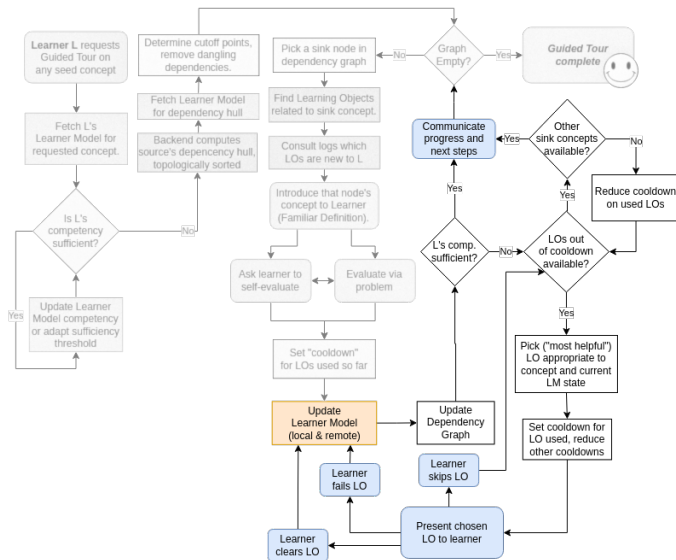 Learner L requests
Guided Tour on
any seed concept
Fetch L's
Learner Model for
requested concept.
Is L's
competency
sufficient?
Yes
No
Update Learner
Model competency
or adapt sufficiency
threshold
Determine cutoff points,
remove dangling
dependencies.
Fetch Learner Model
for dependency hull
Backend computes
source's depencency hull,
topologically sorted
Pick a sink node in
dependency graph
Find Learning Objects
related to sink concept.
Consult logs which
LOs are new to L
Introduce that node's
concept to Learner
(Familiar Definition).
Ask learner to
self-evaluate
Evaluate via
problem
Set "cooldown"
for LOs used so far
Update
Learner Model
(local & remote)
Update
Dependency
Graph
No
Graph
Empty?
Yes
Guided Tour
complete
Communicate
progress and
next steps
Yes
Other
sink concepts
available?
No
Reduce cooldown
on used LOs
Yes
Yes
L's comp.
sufficient?
No
LOs out
of cooldown
available?
Yes
Pick ("most helpful")
LO appropriate to
concept and current
LM state
Set cooldown for
LO used, reduce
other cooldowns
Learner
fails LO
Learner
skips LO
Learner
clears LO
Present chosen
LO to learner